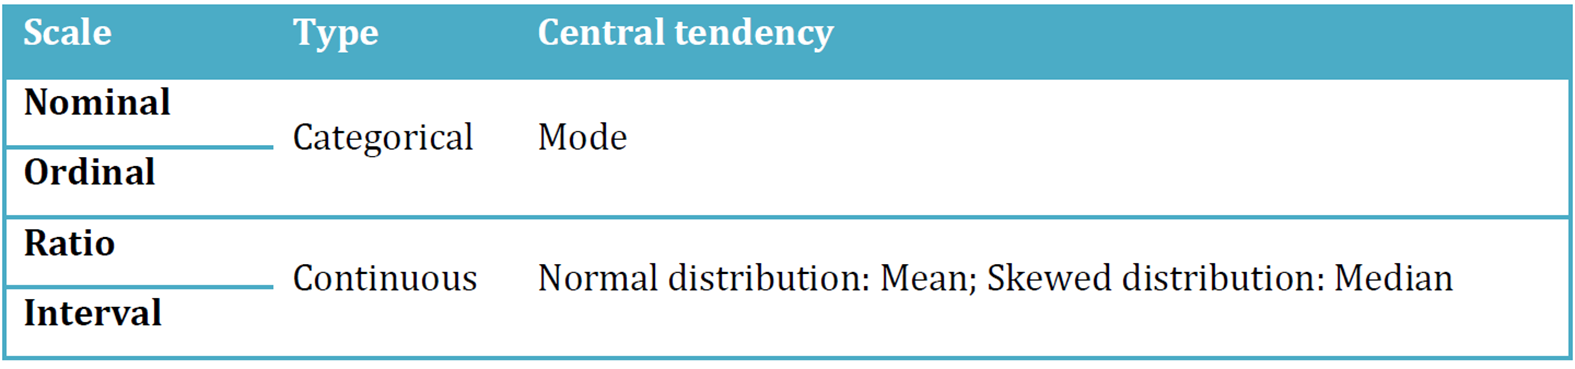 Scale Type Central tendency
Nominal
Categorical Mode
Ordinal
Ratio
Continuous Normal distribution: Mean; Skewed distribution: Median
Interval